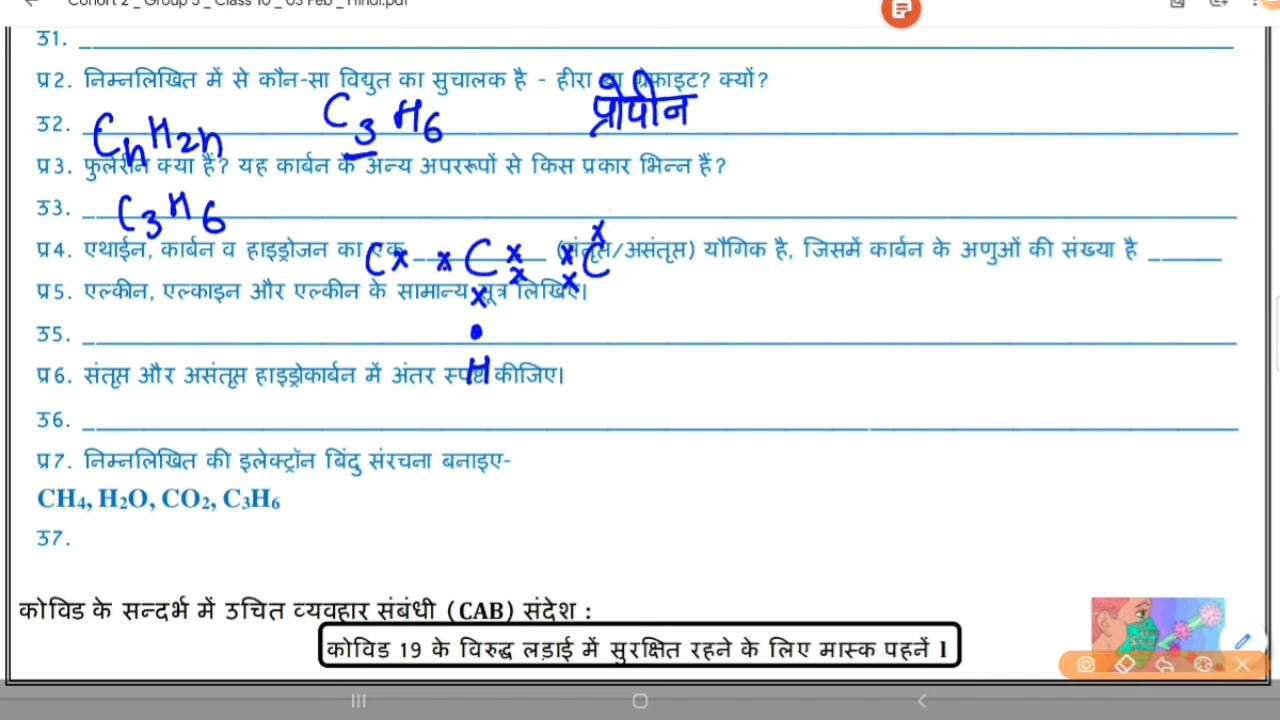 Cohort 2 _ Group 5 _ Class 10 _ 03 Feb _ Hindi.pdf
उ1.
प्र2. निम्नलिखित में से कौन-सा विद्युत का सुचालक है - हीरा या ग्रेफाइट? क्यों?
C3H6 प्रोपीन
उ2.
CnH2n
प्र3. फुलेरीन क्या हैं? यह कार्बन के अन्य अपररूपों से किस प्रकार भिन्न हैं?
उ3.
C3H6
प्र4. एथाईन, कार्बन व हाइड्रोजन का एक ________ (संतृप्त/असंतृप्त) यौगिक है, जिसमें कार्बन के अणुओं की संख्या है ______
C x x C x x x x C x
प्र5. एल्कीन, एल्काइन और एल्कीन के सामान्य सूत्र लिखिए।
x
उ5.
H
प्र6. संतृप्त और असंतृप्त हाइड्रोकार्बन में अंतर स्पष्ट कीजिए।
उ6.
प्र7. निम्नलिखित की इलेक्ट्रॉन बिंदु संरचना बनाइए-
CH4, H2O, CO2, C3H6
उ7.
कोविड के सन्दर्भ में उचित व्यवहार संबंधी (CAB) संदेश :
कोविड 19 के विरुद्ध लड़ाई में सुरक्षित रहने के लिए मास्क पहनें l